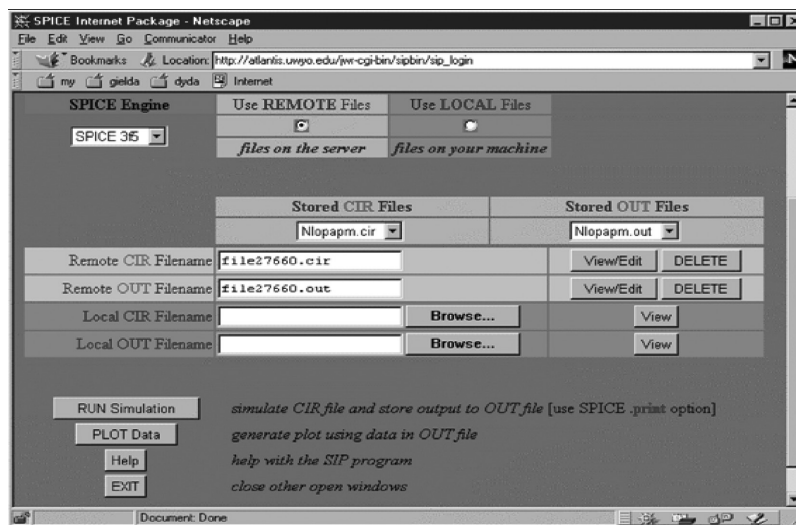 SPICE Internet Package - Netscape
File Edit View Go Communicator Help
Bookmarks Location: http://atlantis.uwyo.edu/jwr-cgi-bin/sipbin/sip_login
my gielda dyda Internet
SPICE Engine Use REMOTE Files Use LOCAL Files
SPICE 3f5
files on the server files on your machine
Stored CIR Files Stored OUT Files
Nlopapm.cir Nlopapm.out
Remote CIR Filename file27660.cir View/Edit DELETE
Remote OUT Filename file27660.out View/Edit DELETE
Local CIR Filename Browse... View
Local OUT Filename Browse... View
RUN Simulation simulate CIR file and store output to OUT file [use SPICE .print option]
PLOT Data generate plot using data in OUT file
Help help with the SIP program
EXIT close other open windows
Document: Done